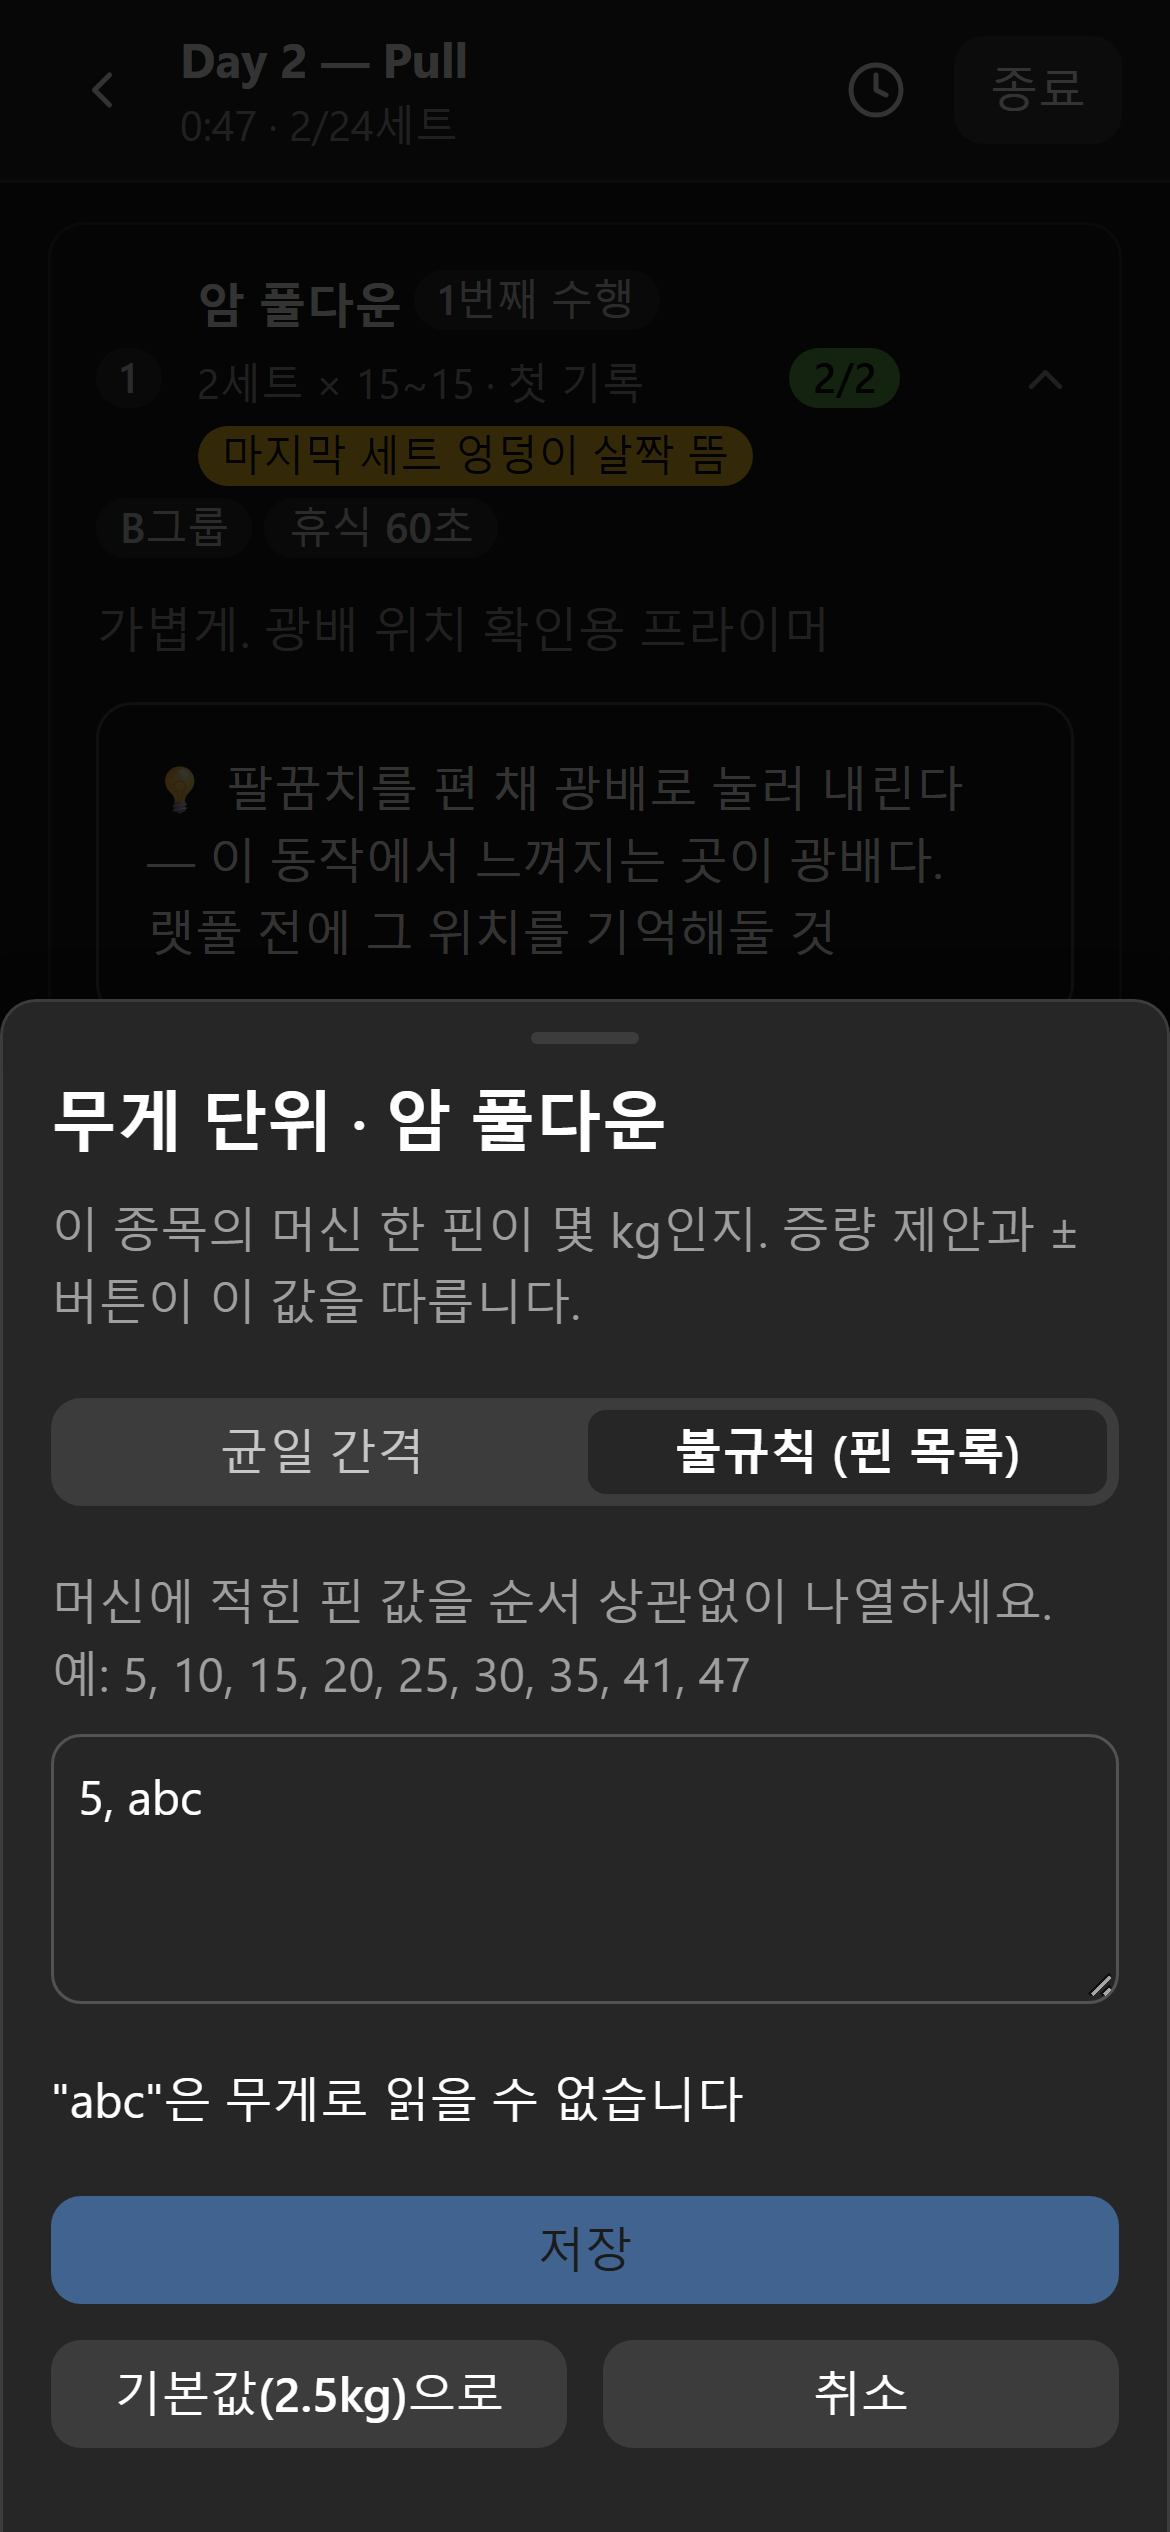 Day 2 — Pull
0:47 · 2/24세트
종료
암 풀다운 1번째 수행
1
2세트 × 15~15 · 첫 기록
2/2
마지막 세트 엉덩이 살짝 뜸
B그룹 휴식 60초
가볍게. 광배 위치 확인용 프라이머
팔꿈치를 편 채 광배로 눌러 내린다
— 이 동작에서 느껴지는 곳이 광배다.
랫풀 전에 그 위치를 기억해둘 것
무게 단위 · 암 풀다운
이 종목의 머신 한 핀이 몇 kg인지. 증량 제안과 ±
버튼이 이 값을 따릅니다.
균일 간격
불규칙 (핀 목록)
머신에 적힌 핀 값을 순서 상관없이 나열하세요.
예: 5, 10, 15, 20, 25, 30, 35, 41, 47
5, abc
"abc"은 무게로 읽을 수 없습니다
저장
기본값(2.5kg)으로
취소